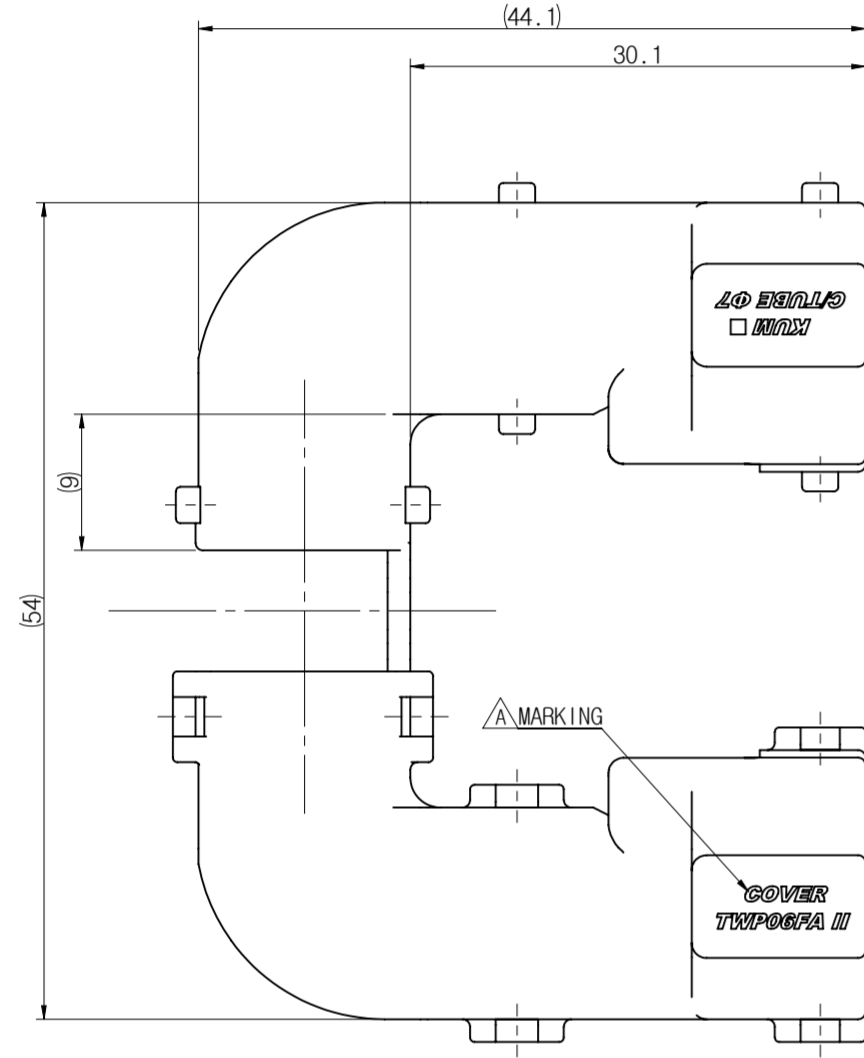 (44.1)
30.1
C/TUBE Φ7
KUM □
(9)
(54)
A MARKING
COVER
TWP06FA II